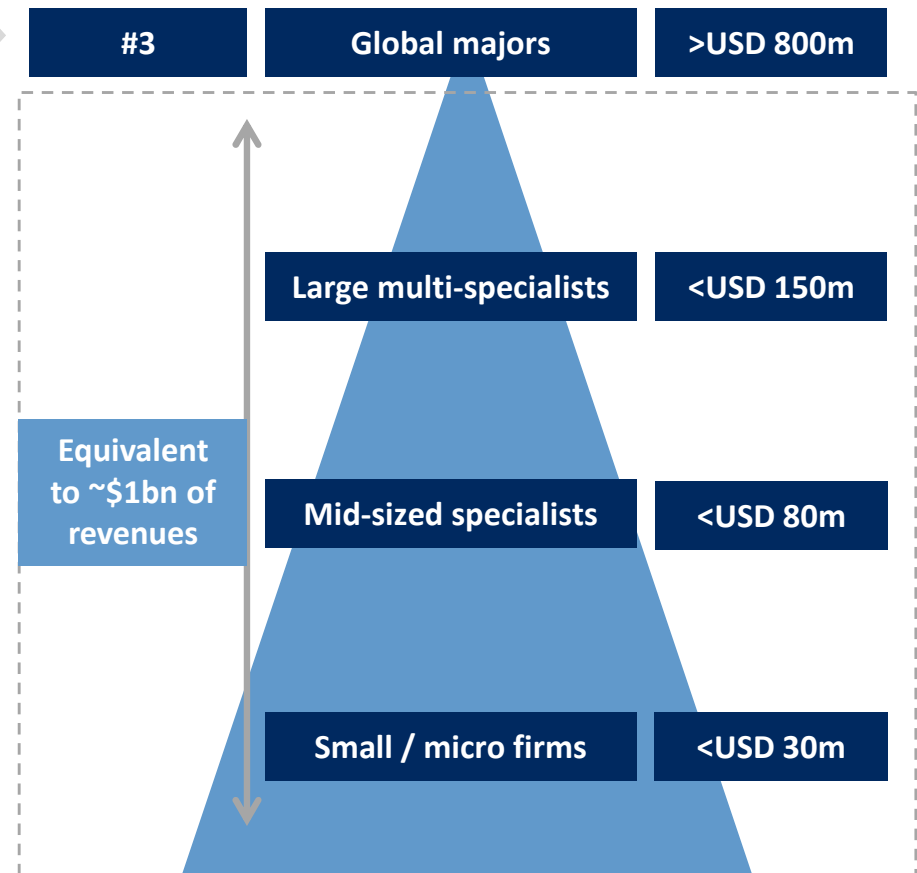 #3
Global majors
>USD 800m
Large multi-specialists
<USD 150m
Equivalent
to ~$1bn of
revenues
Mid-sized specialists
<USD 80m
Small / micro firms
<USD 30m